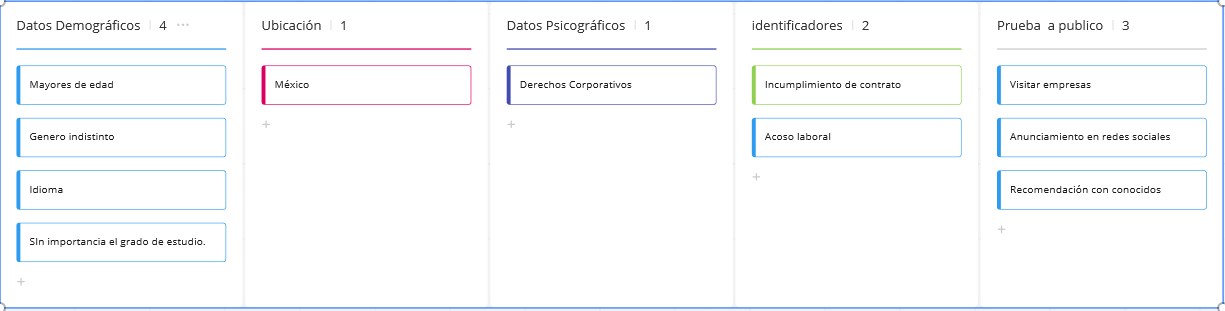 Datos Demográficos 4 ···
Mayores de edad
Genero indistinto
Idioma
SIn importancia el grado de estudio.
+
Ubicación 1
México
+
Datos Psicográficos 1
Derechos Corporativos
+
identificadores 2
Incumplimiento de contrato
Acoso laboral
+
Prueba a publico 3
Visitar empresas
Anunciamiento en redes sociales
Recomendación con conocidos
+